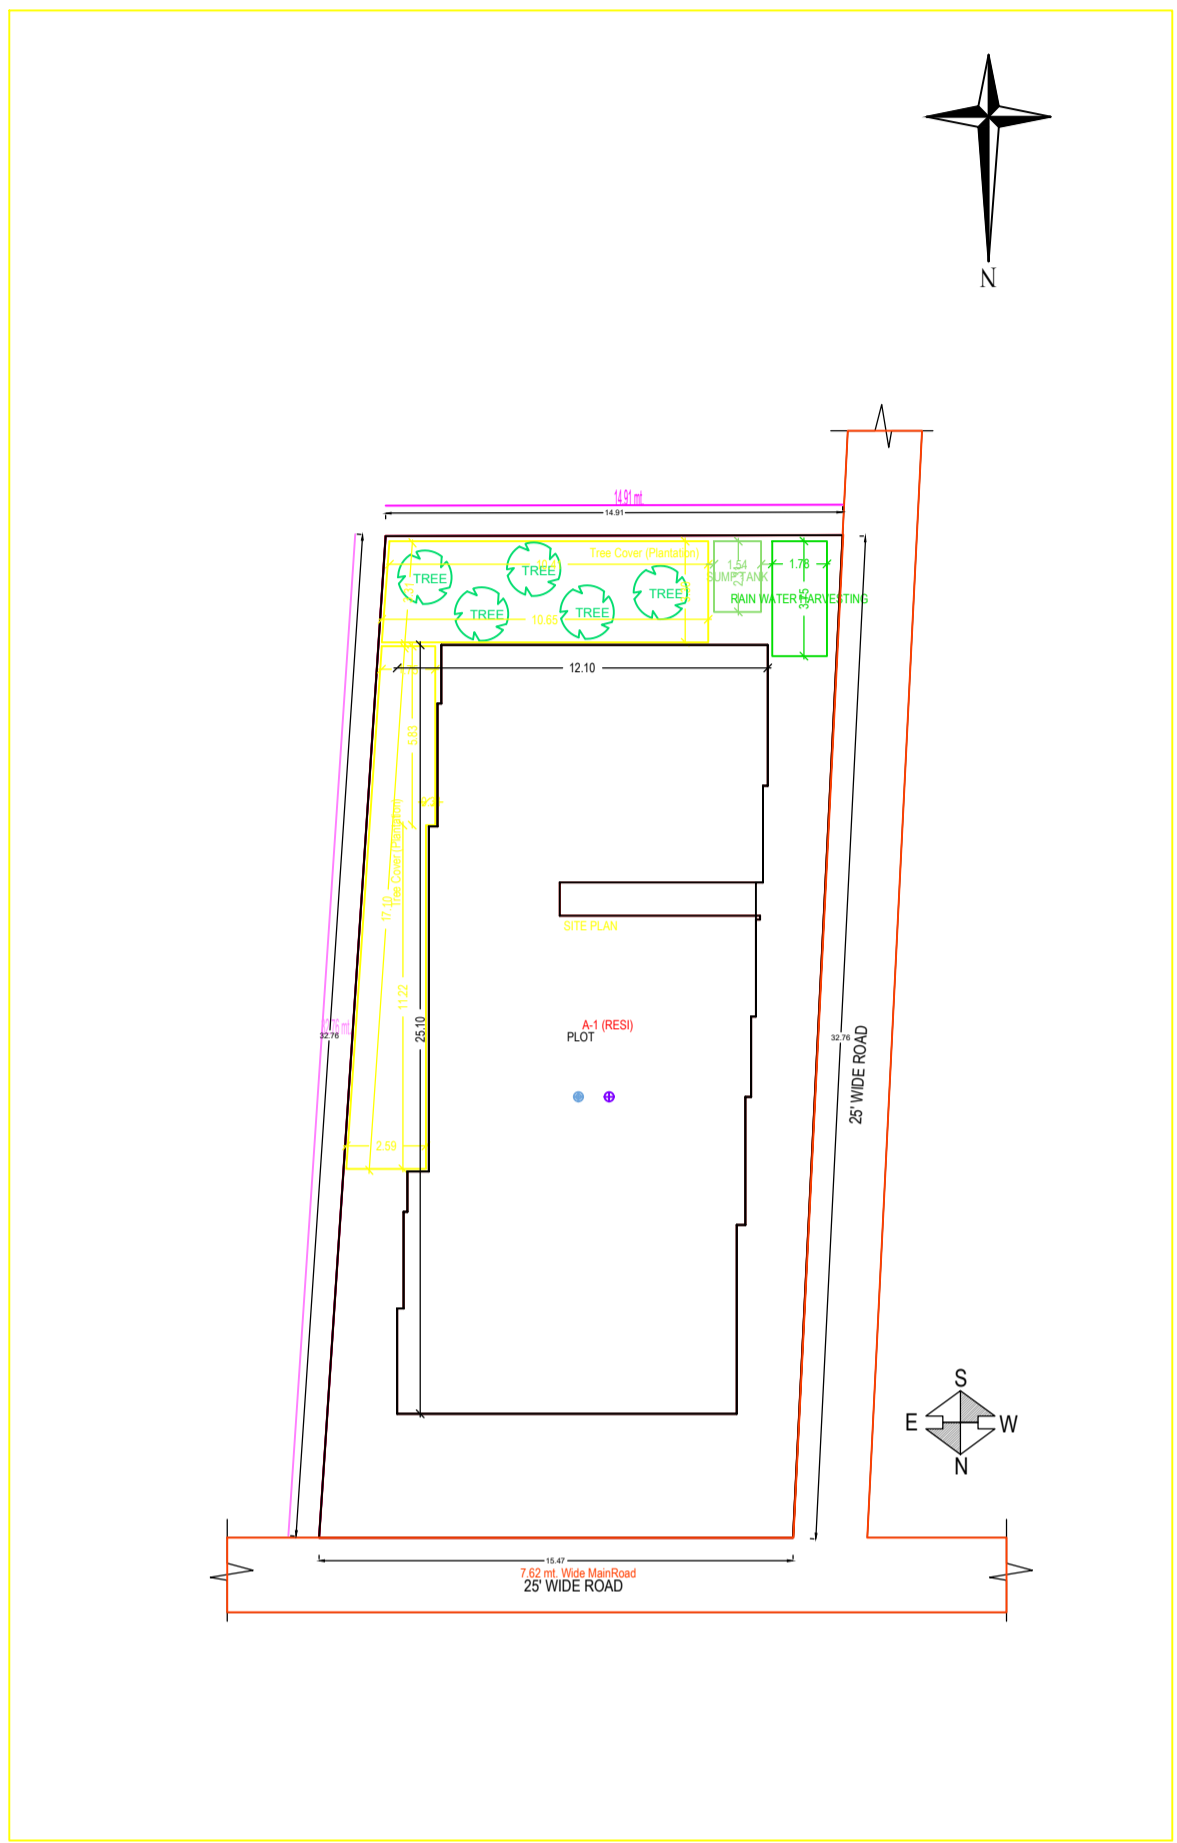 N
14.91 mt
14.91
Tree Cover (Plantation)
TREE
TREE
TREE
TREE
TREE
10.65
1.54
SUMP TANK
1.78
RAIN WATER HARVESTING
3.75
12.10
5.83
Tree Cover (Plantation)
17.10
11.22
25.10
2.59
SITE PLAN
A-1 (RESI)
PLOT
32.76
32.76
25' WIDE ROAD
S
E
W
N
15.47
7.62 mt. Wide MainRoad
25' WIDE ROAD